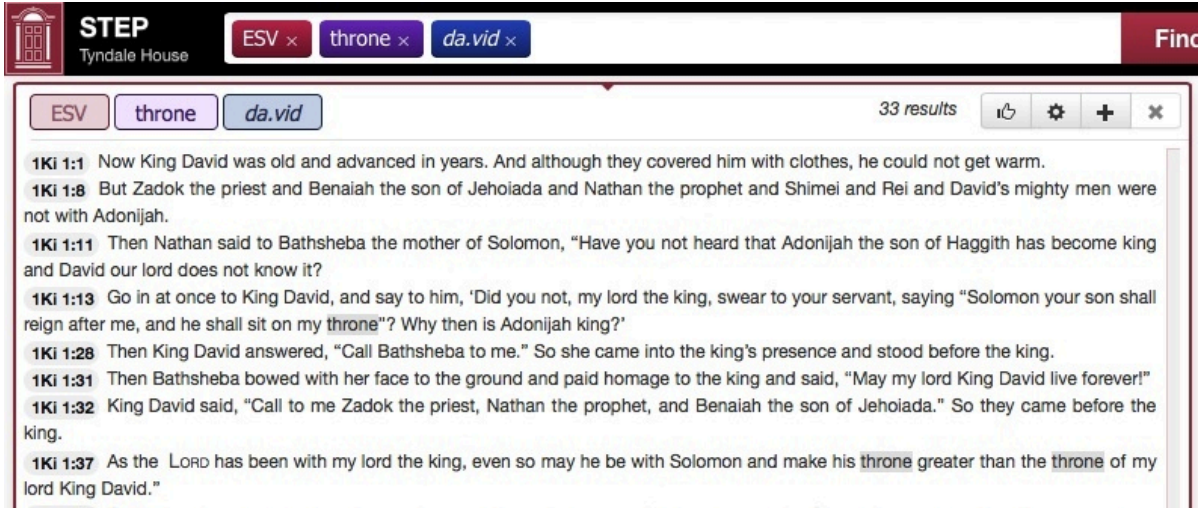 STEP
Tyndale House
ESV × throne × da.vid ×
Find
ESV throne da.vid
33 results
1Ki 1:1 Now King David was old and advanced in years. And although they covered him with clothes, he could not get warm.
1Ki 1:8 But Zadok the priest and Benaiah the son of Jehoiada and Nathan the prophet and Shimei and Rei and David's mighty men were
not with Adonijah.
1Ki 1:11 Then Nathan said to Bathsheba the mother of Solomon, “Have you not heard that Adonijah the son of Haggith has become king
and David our lord does not know it?
1Ki 1:13 Go in at once to King David, and say to him, ‘Did you not, my lord the king, swear to your servant, saying “Solomon your son shall
reign after me, and he shall sit on my throne”? Why then is Adonijah king?’
1Ki 1:28 Then King David answered, “Call Bathsheba to me.” So she came into the king's presence and stood before the king.
1Ki 1:31 Then Bathsheba bowed with her face to the ground and paid homage to the king and said, “May my lord King David live forever!”
1Ki 1:32 King David said, “Call to me Zadok the priest, Nathan the prophet, and Benaiah the son of Jehoiada.” So they came before the
king.
1Ki 1:37 As the LORD has been with my lord the king, even so may he be with Solomon and make his throne greater than the throne of my
lord King David.”